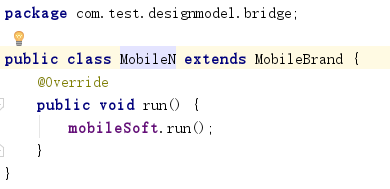 package com.test.designmodel.bridge;
public class MobileN extends MobileBrand {
@Override
public void run() {
mobileSoft.run();
}
}